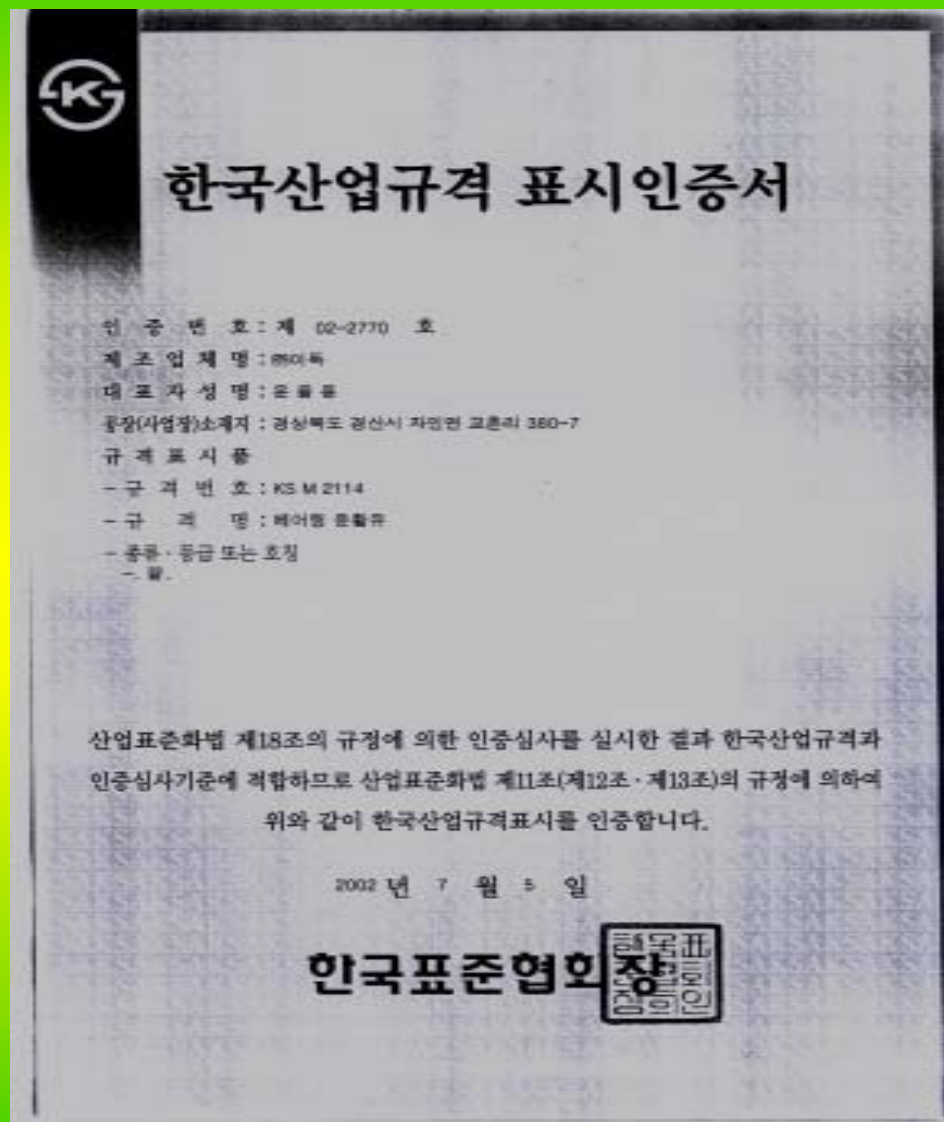 K
한국산업규격 표시인증서
인 증 번 호 : 제 02-2770 호
제 조 업 체 명 :
대 표 자 성 명 : 윤
공장(사업장)소재지 : 경상북도 경산시 자인면 교촌리 380-7
규 격 표 시 품
- 규 격 번 호 : KS M 2114
- 규 격 명 : 베어링 윤활유
- 종류 · 등급 또는 호칭
-. 끝.
산업표준화법 제18조의 규정에 의한 인증심사를 실시한 결과 한국산업규격과
인증심사기준에 적합하므로 산업표준화법 제11조(제12조 · 제13조)의 규정에 의하여
위와 같이 한국산업규격표시를 인증합니다.
2002 년 7 월 5 일
한국표준협회장